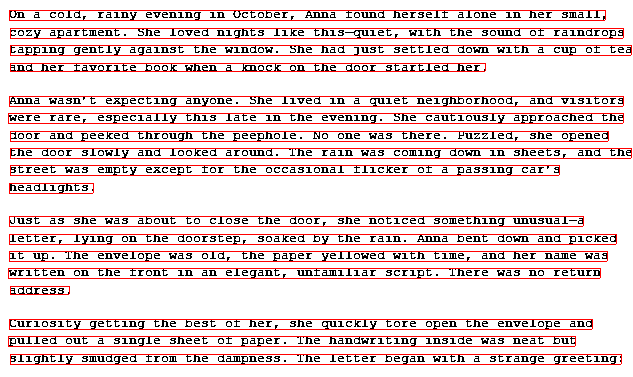 On a cold, rainy evening in October, Anna found herself alone in her small,
cozy apartment. She loved nights like this—quiet, with the sound of raindrops
tapping gently against the window. She had just settled down with a cup of tea
and her favorite book when a knock on the door startled her.
Anna wasn't expecting anyone. She lived in a quiet neighborhood, and visitors
were rare, especially this late in the evening. She cautiously approached the
door and peeked through the peephole. No one was there. Puzzled, she opened
the door slowly and looked around. The rain was coming down in sheets, and the
street was empty except for the occasional flicker of a passing car's
headlights.
Just as she was about to close the door, she noticed something unusual—a
letter, lying on the doorstep, soaked by the rain. Anna bent down and picked
it up. The envelope was old, the paper yellowed with time, and her name was
written on the front in an elegant, unfamiliar script. There was no return
address.
Curiosity getting the best of her, she quickly tore open the envelope and
pulled out a single sheet of paper. The handwriting inside was neat but
slightly smudged from the dampness. The letter began with a strange greeting: